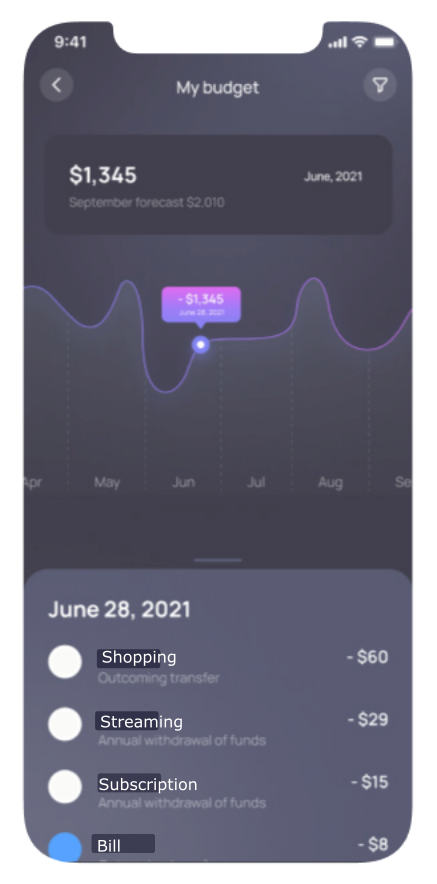 9:41
My budget
$1,345
June, 2021
September forecast $2,010
- $1,345
June 28, 2021
Apr May Jun Jul Aug Se
June 28, 2021
Shopping
- $60
Outcoming transfer
Streaming
- $29
Annual withdrawal of funds
Subscription
- $15
Annual withdrawal of funds
Bill
- $8